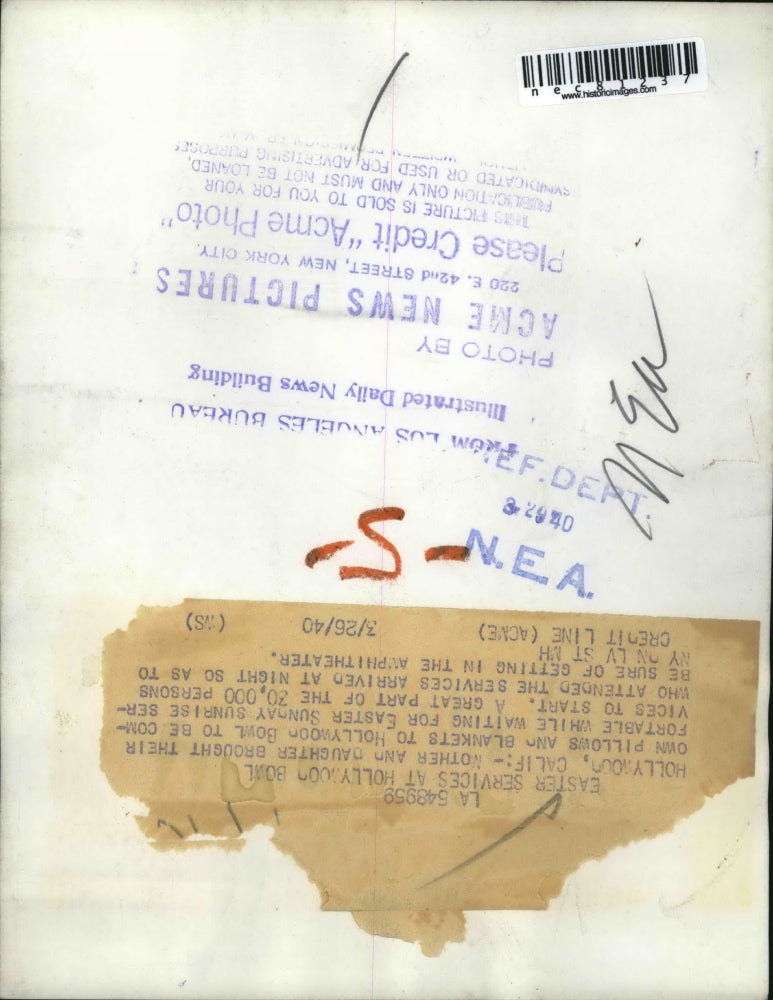 nec81237
www.historicimages.com
LA 548959
EASTER SERVICES AT HOLLYWOOD BOWL
HOLLYWOOD, CALIF:- MOTHER AND DAUGHTER BROUGHT THEIR
OWN PILLOWS AND BLANKETS TO HOLLYWOOD BOWL TO BE COM-
FORTABLE WHILE WAITING FOR EASTER SUNDAY SUNRISE SER-
VICES TO START. A GREAT PART OF THE 30,000 PERSONS
WHO ATTENDED THE SERVICES ARRIVED AT NIGHT SO AS TO
BE SURE OF GETTING IN THE AMPHITHEATER.
NY ON LV ST MH
CREDIT LINE (ACME) 3/26/40 (WS)
N.E.A.
REF. DEPT.
-S-
NEA
FROM LOS ANGELES BUREAU
Illustrated Daily News Building
PHOTO BY
ACME NEWS PICTURES
220 E. 42nd STREET, NEW YORK CITY.
Please Credit "Acme Photo"
THIS PICTURE IS SOLD TO YOU FOR YOUR
PUBLICATION ONLY AND MUST NOT BE LOANED,
SYNDICATED OR USED FOR ADVERTISING PURPOSES
WRITTEN PERMISSION